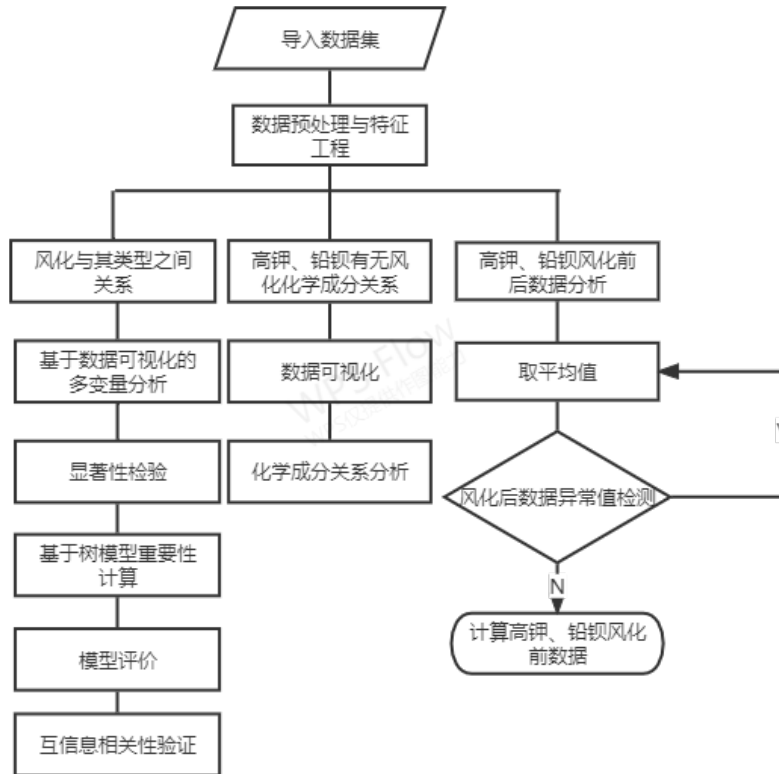 导入数据集
数据预处理与特征
工程
风化与其类型之间
关系
高钾、铅钡有无风
化化学成分关系
高钾、铅钡风化前
后数据分析
基于数据可视化的
多变量分析
数据可视化
取平均值
显著性检验
化学成分关系分析
风化后数据异常值检测
基于树模型重要性
计算
N
计算高钾、铅钡风化
前数据
模型评价
互信息相关性验证
WPS Flow